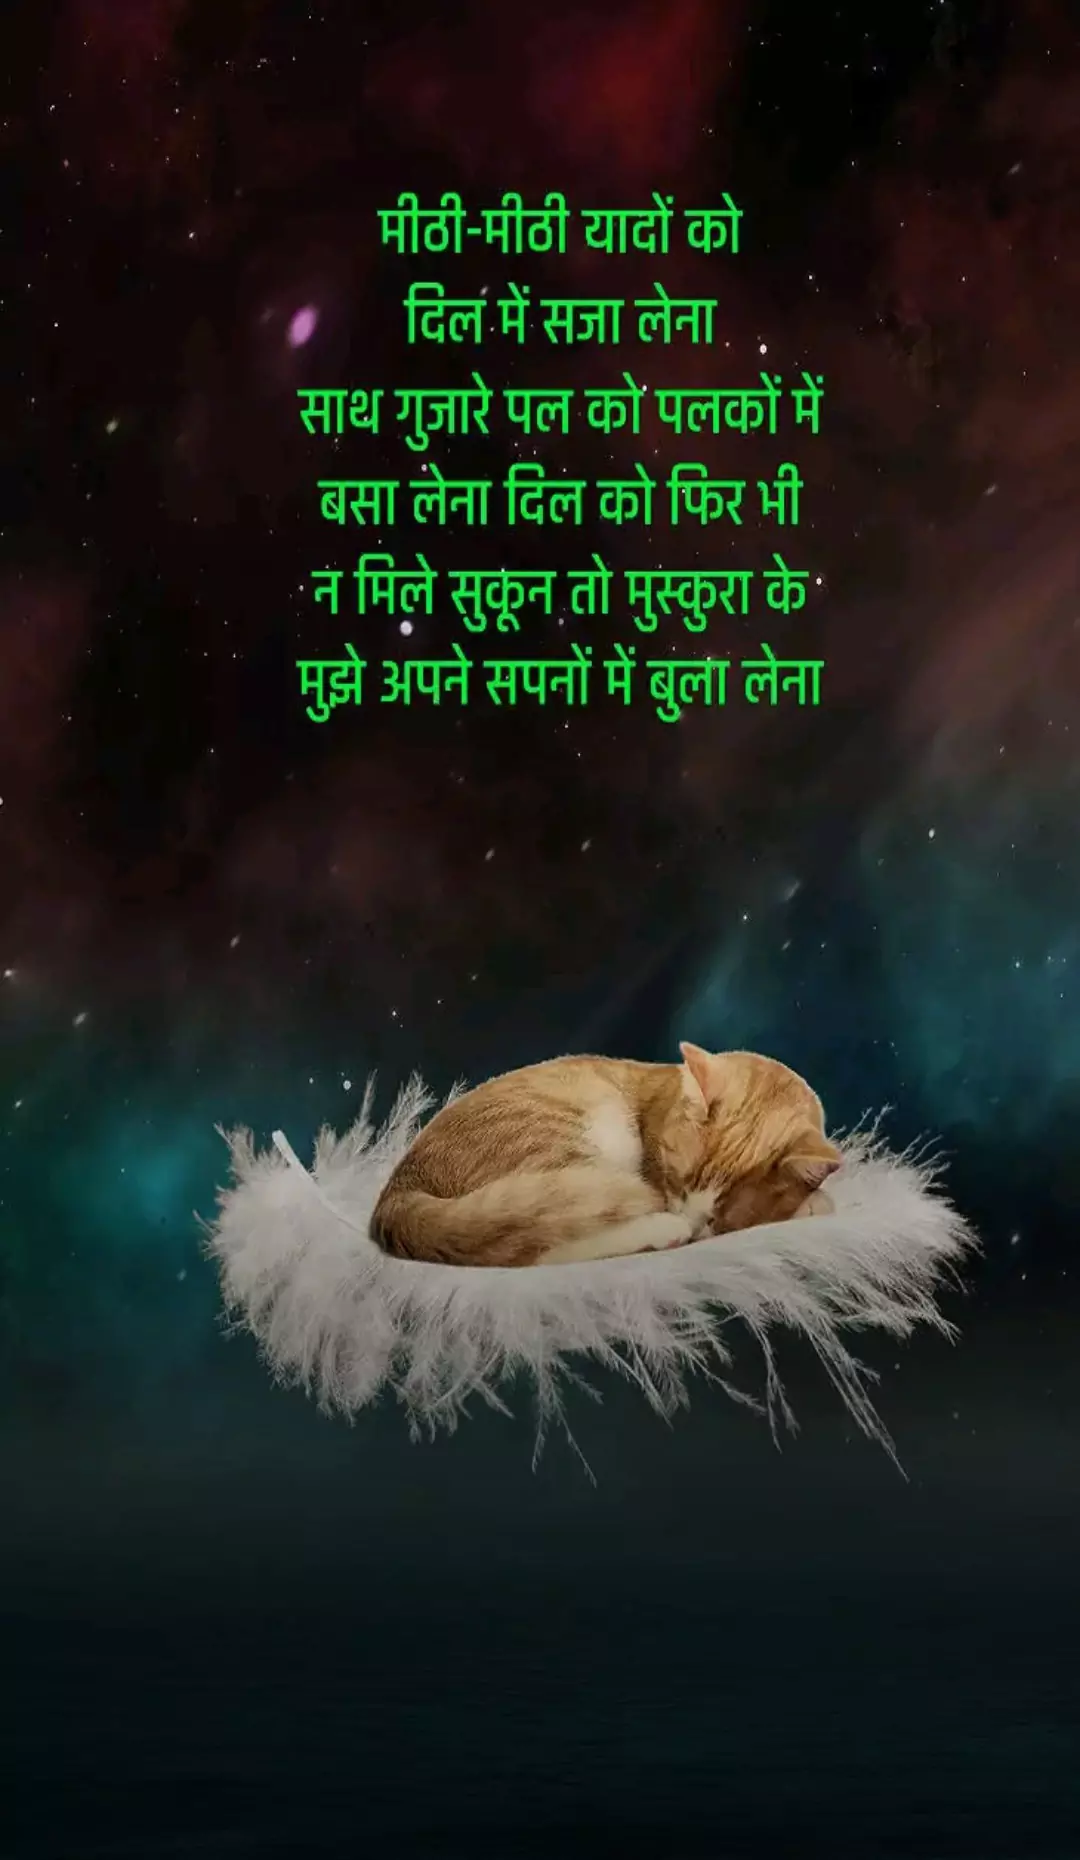 मीठी-मीठी यादों को
दिल में सजा लेना
साथ गुजारे पल को पलकों में
बसा लेना दिल को फिर भी
न मिले सुकून तो मुस्कुरा के
मुझे अपने सपनों में बुला लेना